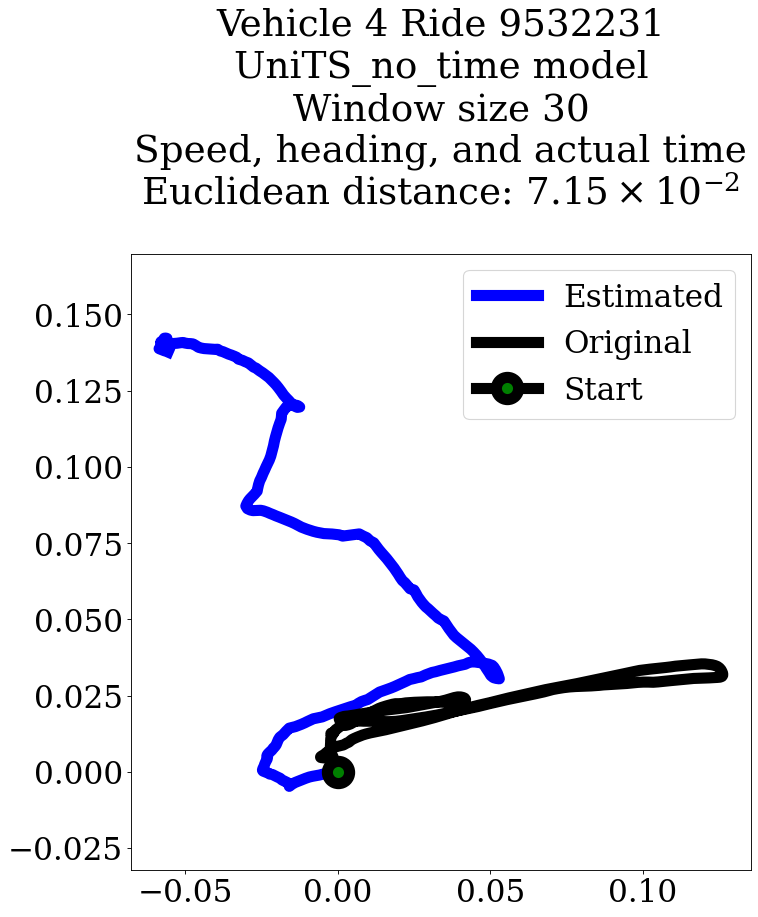 Vehicle 4 Ride 9532231
UniTS_no_time model
Window size 30
Speed, heading, and actual time
Euclidean distance: 7.15 × 10⁻²
Estimated
Original
Start
0.150
0.125
0.100
0.075
0.050
0.025
0.000
−0.025
−0.05 0.00 0.05 0.10